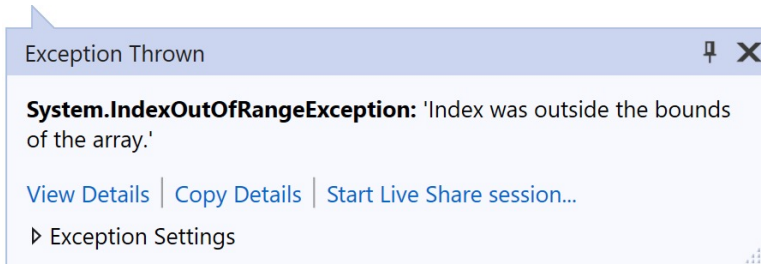 Exception Thrown
System.IndexOutOfRangeException: 'Index was outside the bounds
of the array.'
View Details | Copy Details | Start Live Share session...
Exception Settings